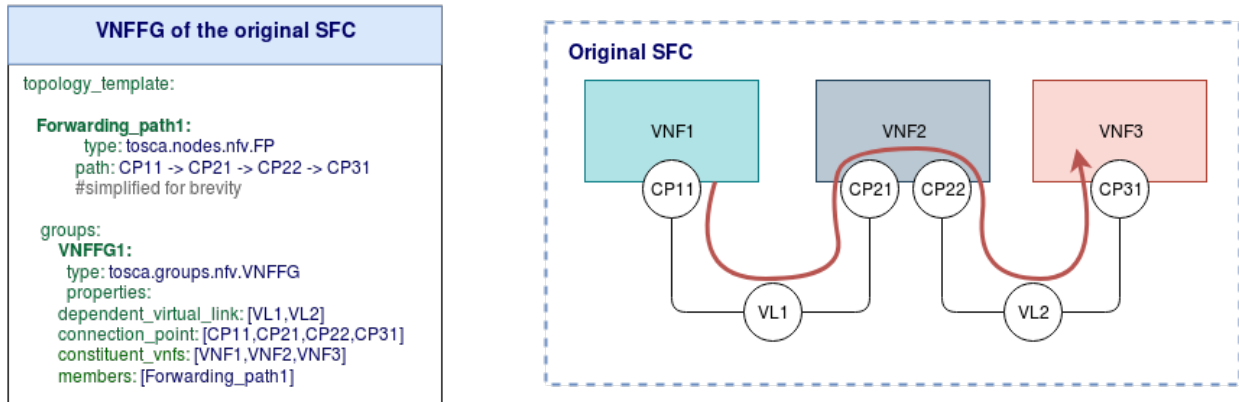 VNFFG of the original SFC
topology_template:
Forwarding_path1:
type: tosca.nodes.nfv.FP
path: CP11 -> CP21 -> CP22 -> CP31
#simplified for brevity
groups:
VNFFG1:
type: tosca.groups.nfv.VNFFG
properties:
dependent_virtual_link: [VL1,VL2]
connection_point: [CP11,CP21,CP22,CP31]
constituent_vnfs: [VNF1,VNF2,VNF3]
members: [Forwarding_path1]
Original SFC
VNF1
VNF2
VNF3
CP11
CP21
CP22
CP31
VL1
VL2